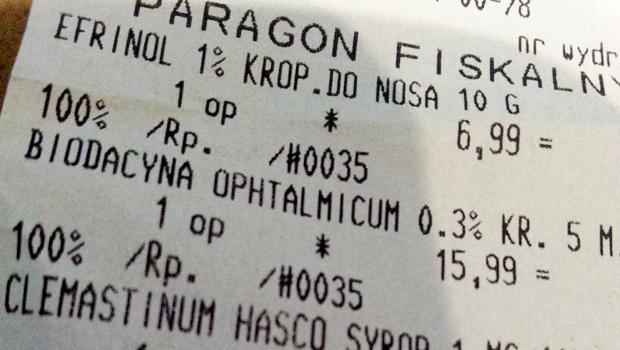 PARAGON FISKALNY
nr wydr
EFRINOL 1% KROP.DO NOSA 10 G
1 op * 6,99 =
100% /Rp. /#0035
BIODACYNA OPHTALMICUM 0.3% KR. 5 M
1 op * 15,99 =
100% /Rp. /#0035
CLEMASTINUM HASCO SYROP 1